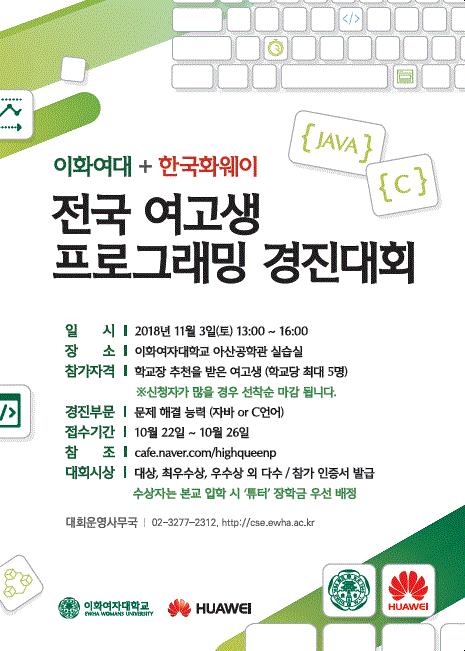 </>
{JAVA}
{C}
이화여대 + 한국화웨이
전국 여고생
프로그래밍 경진대회
일 시 2018년 11월 3일(토) 13:00 ~ 16:00
장 소 이화여자대학교 아산공학관 실습실
참가자격 학교장 추천을 받은 여고생 (학교당 최대 5명)
※신청자가 많을 경우 선착순 마감 됩니다.
경진부문 문제 해결 능력 (자바 or C언어)
접수기간 10월 22일 ~ 10월 26일
참 조 cafe.naver.com/highqueenp
대회시상 대상, 최우수상, 우수상 외 다수 / 참가 인증서 발급
수상자는 본교 입학 시 '튜터' 장학금 우선 배정
대회운영사무국 | 02-3277-2312, http://cse.ewha.ac.kr
이화여자대학교
EWHA WOMANS UNIVERSITY
HUAWEI
HUAWEI